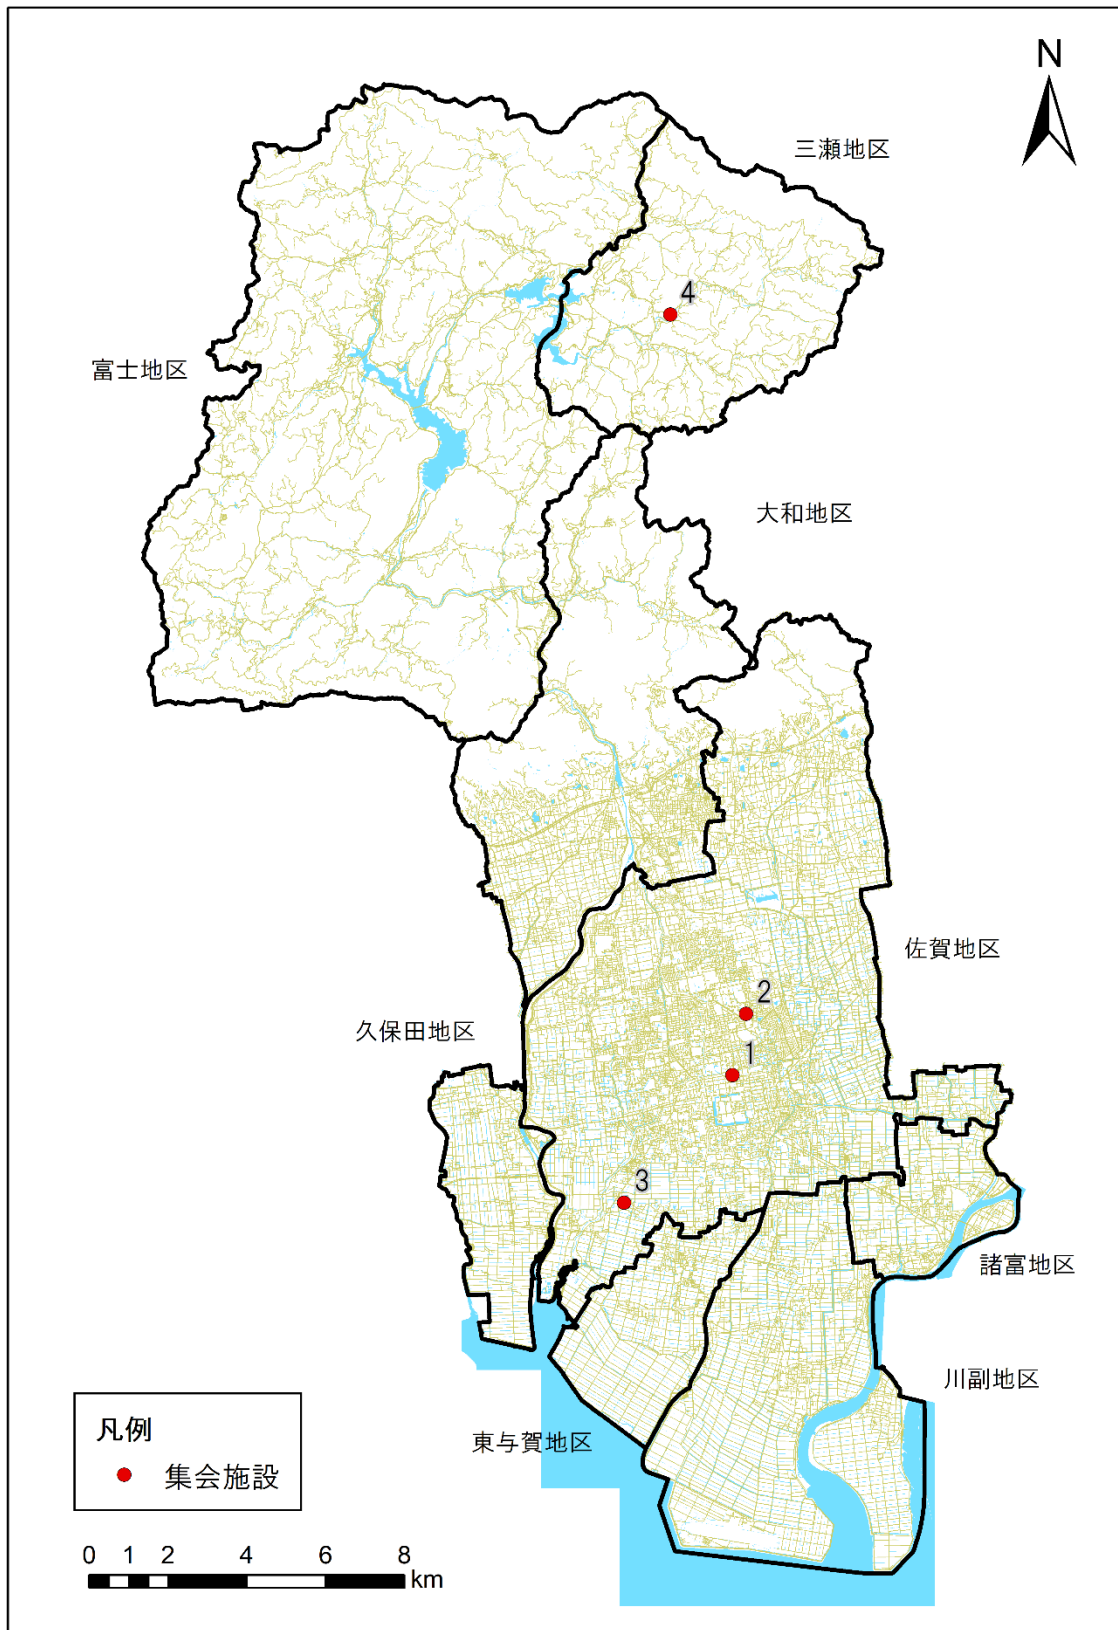 N
三瀬地区
4
富士地区
大和地区
佐賀地区
2
久保田地区
1
3
諸富地区
川副地区
東与賀地区
凡例
集会施設
0 1 2 4 6 8
km